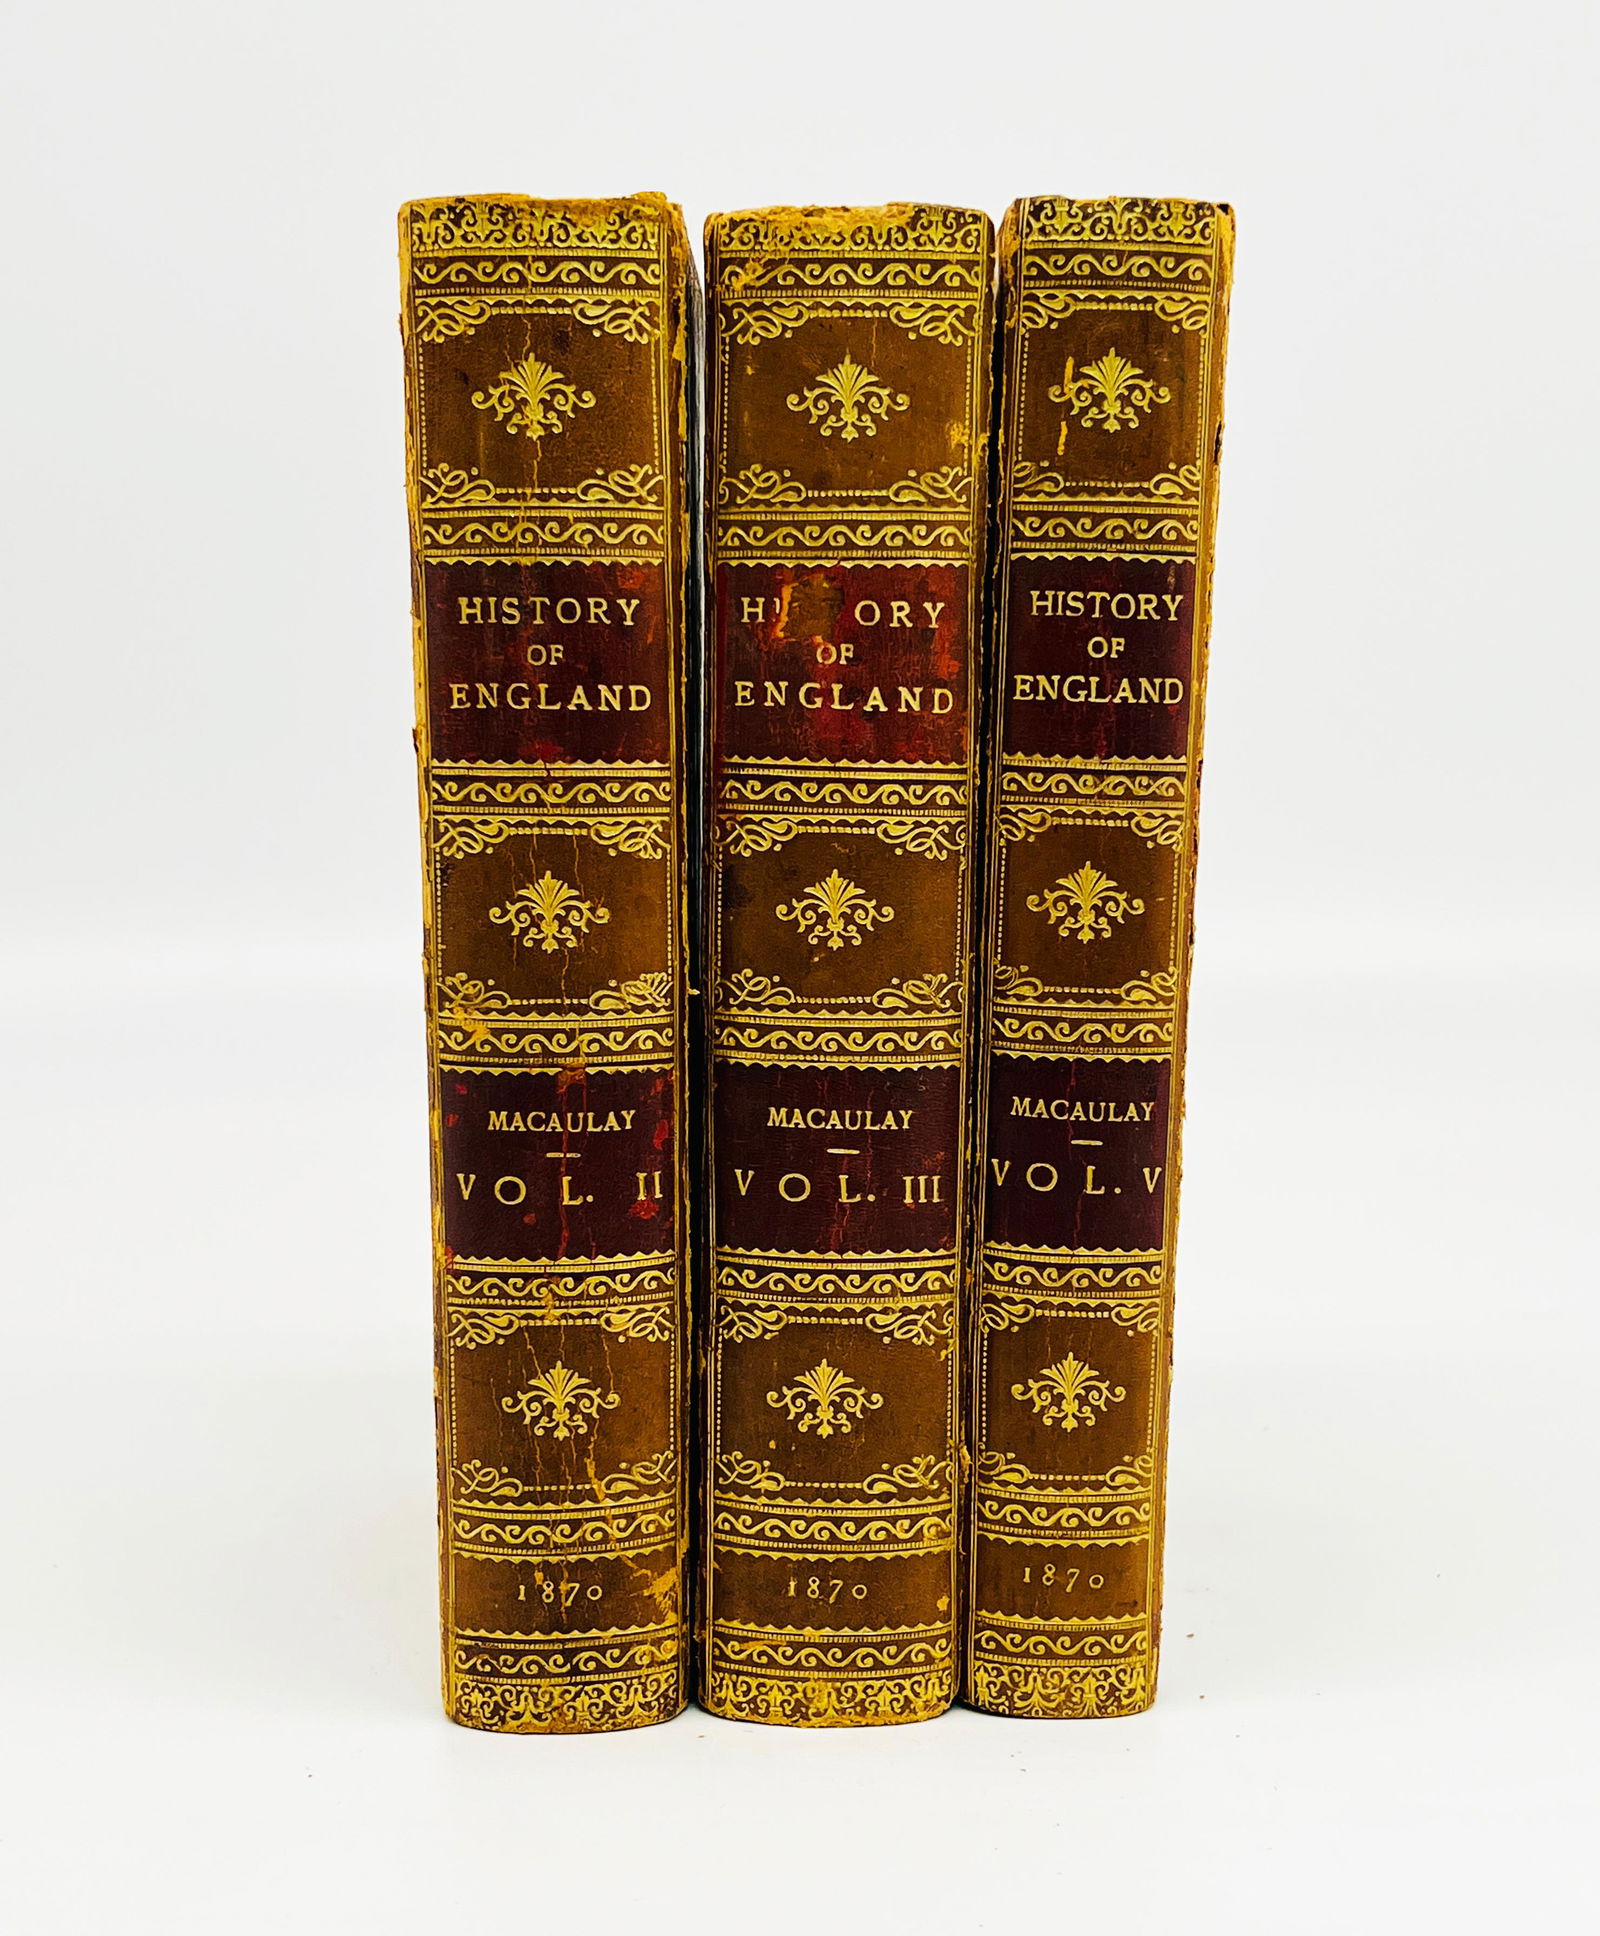 HISTORY
OF
ENGLAND
MACAULAY
VOL. II
1870
H ORY
OF
ENGLAND
MACAULAY
VOL. III
1870
HISTORY
OF
ENGLAND
MACAULAY
VOL. V
1870